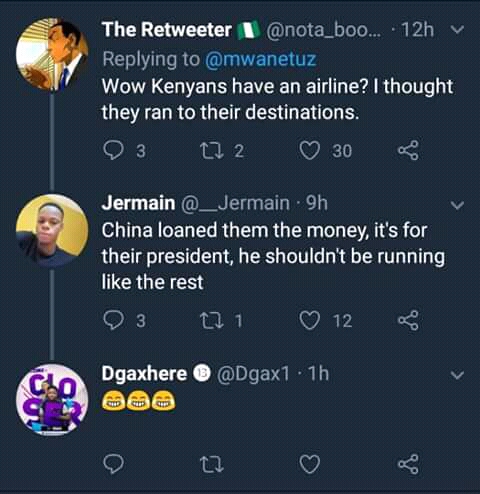 The Retweeter 🇳🇬 @nota_boo... · 12h
Replying to @mwanetuz
Wow Kenyans have an airline? I thought
they ran to their destinations.
3 2 30
Jermain @__Jermain · 9h
China loaned them the money, it's for
their president, he shouldn't be running
like the rest
3 1 12
Dgaxhere ⓭ @Dgax1 · 1h
😂😂😂